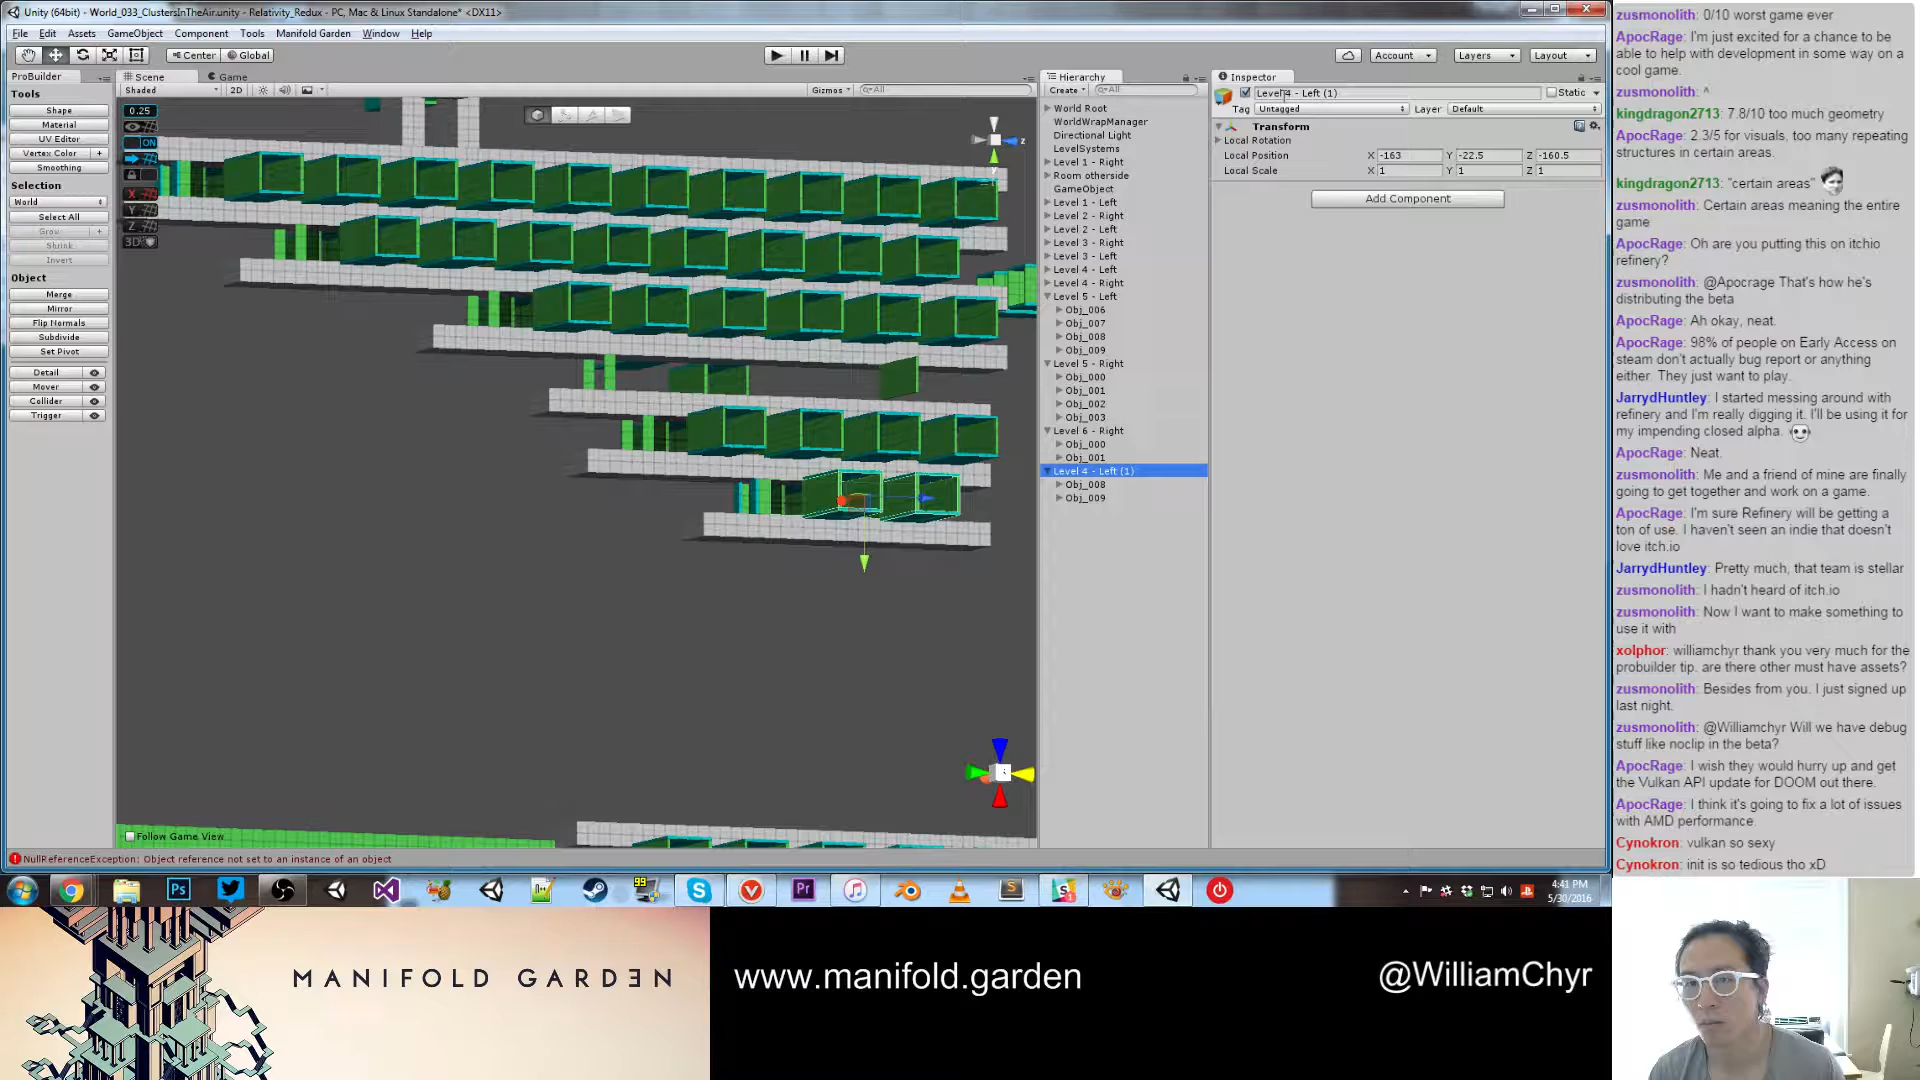 Unity (64bit) - World_033_ClustersInTheAir.unity - Relativity_Redux - PC, Mac & Linux Standalone* <DX11>
File Edit Assets GameObject Component Tools Manifold Garden Window Help
Center Global Account Layers Layout
ProBuilder
Tools
Shape
Material
UV Editor
Vertex Color +
Smoothing
Selection
World
Select All
Grow +
Shrink
Invert
Object
Merge
Mirror
Flip Normals
Subdivide
Set Pivot
Detail
Mover
Collider
Trigger
Scene Game
Shaded 2D Gizmos All
0.25
ON
X
Y
Z
3D
y
z
Follow Game View
Hierarchy
Create All
World Root
WorldWrapManager
Directional Light
LevelSystems
Level 1 - Right
Room otherside
GameObject
Level 1 - Left
Level 2 - Right
Level 2 - Left
Level 3 - Right
Level 3 - Left
Level 4 - Left
Level 4 - Right
Level 5 - Left
Obj_006
Obj_007
Obj_008
Obj_009
Level 5 - Right
Obj_000
Obj_001
Obj_002
Obj_003
Level 6 - Right
Obj_000
Obj_001
Level 4 - Left (1)
Obj_008
Obj_009
Inspector
Level 4 - Left (1) Static
Tag Untagged Layer Default
Transform
Local Rotation
Local Position X -163 Y -22.5 Z -160.5
Local Scale X 1 Y 1 Z 1
Add Component
NullReferenceException: Object reference not set to an instance of an object
4:41 PM
5/30/2016
zusmonolith: 0/10 worst game ever
ApocRage: I'm just excited for a chance to be
able to help with development in some way on a
cool game.
zusmonolith: ^
kingdragon2713: 7.8/10 too much geometry
ApocRage: 2.3/5 for visuals, too many repeating
structures in certain areas.
kingdragon2713: "certain areas"
zusmonolith: Certain areas meaning the entire
game
ApocRage: Oh are you putting this on itchio
refinery?
zusmonolith: @Apocrage That's how he's
distributing the beta
ApocRage: Ah okay, neat.
ApocRage: 98% of people on Early Access on
steam don't actually bug report or anything
either. They just want to play.
JarrydHuntley: I started messing around with
refinery and I'm really digging it. I'll be using it for
my impending closed alpha.
ApocRage: Neat.
zusmonolith: Me and a friend of mine are finally
going to get together and work on a game.
ApocRage: I'm sure Refinery will be getting a
ton of use. I haven't seen an indie that doesn't
love itch.io
JarrydHuntley: Pretty much, that team is stellar
zusmonolith: I hadn't heard of itch.io
zusmonolith: Now I want to make something to
use it with
xolphor: williamchyr thank you very much for the
probuilder tip. are there other must have assets?
zusmonolith: Besides from you. I just signed up
last night.
zusmonolith: @Williamchyr Will we have debug
stuff like noclip in the beta?
ApocRage: I wish they would hurry up and get
the Vulkan API update for DOOM out there.
ApocRage: I think it's going to fix a lot of issues
with AMD performance.
Cynokron: vulkan so sexy
Cynokron: init is so tedious tho xD
MANIFOLD GARDƎN
www.manifold.garden
@WilliamChyr